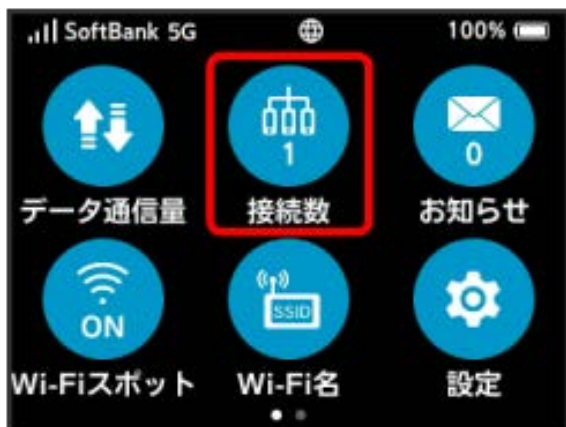 SoftBank 5G 100%
1 0
データ通信量 接続数 お知らせ
ON SSID
Wi-Fiスポット Wi-Fi名 設定